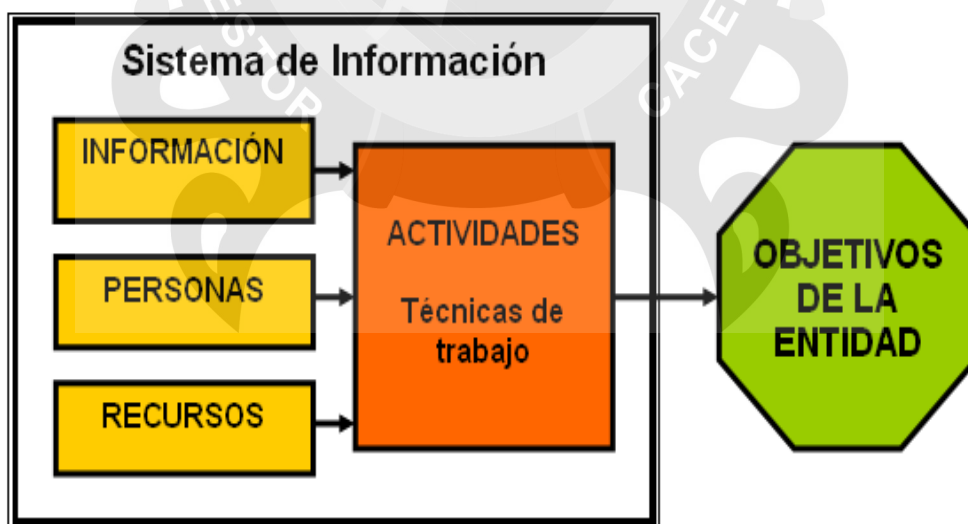 Sistema de Información
INFORMACIÓN
PERSONAS
RECURSOS
ACTIVIDADES
Técnicas de
trabajo
OBJETIVOS
DE LA
ENTIDAD